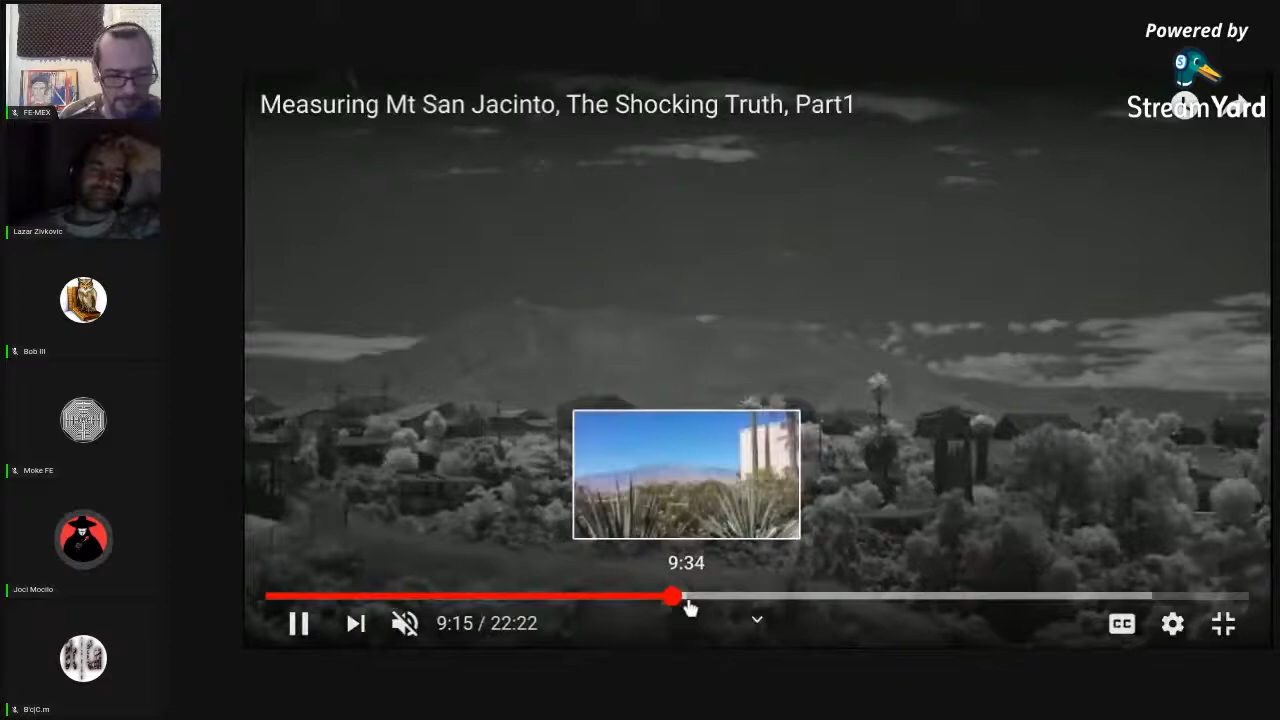 Powered by
StreamYard
Measuring Mt San Jacinto, The Shocking Truth, Part1
FE-MEX
Lazar Zivkovic
Bob III
Moke FE
Joci Mocilo
B'c|C.m
9:34
9:15 / 22:22
CC